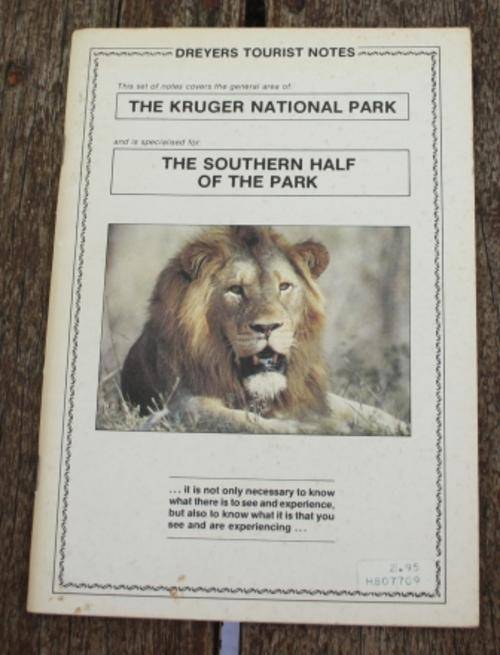 DREYERS TOURIST NOTES
This set of notes covers the general area of:
THE KRUGER NATIONAL PARK
and is specialised for:
THE SOUTHERN HALF
OF THE PARK
... it is not only necessary to know
what there is to see and experience,
but also to know what it is that you
see and are experiencing ...
2.95
H807709